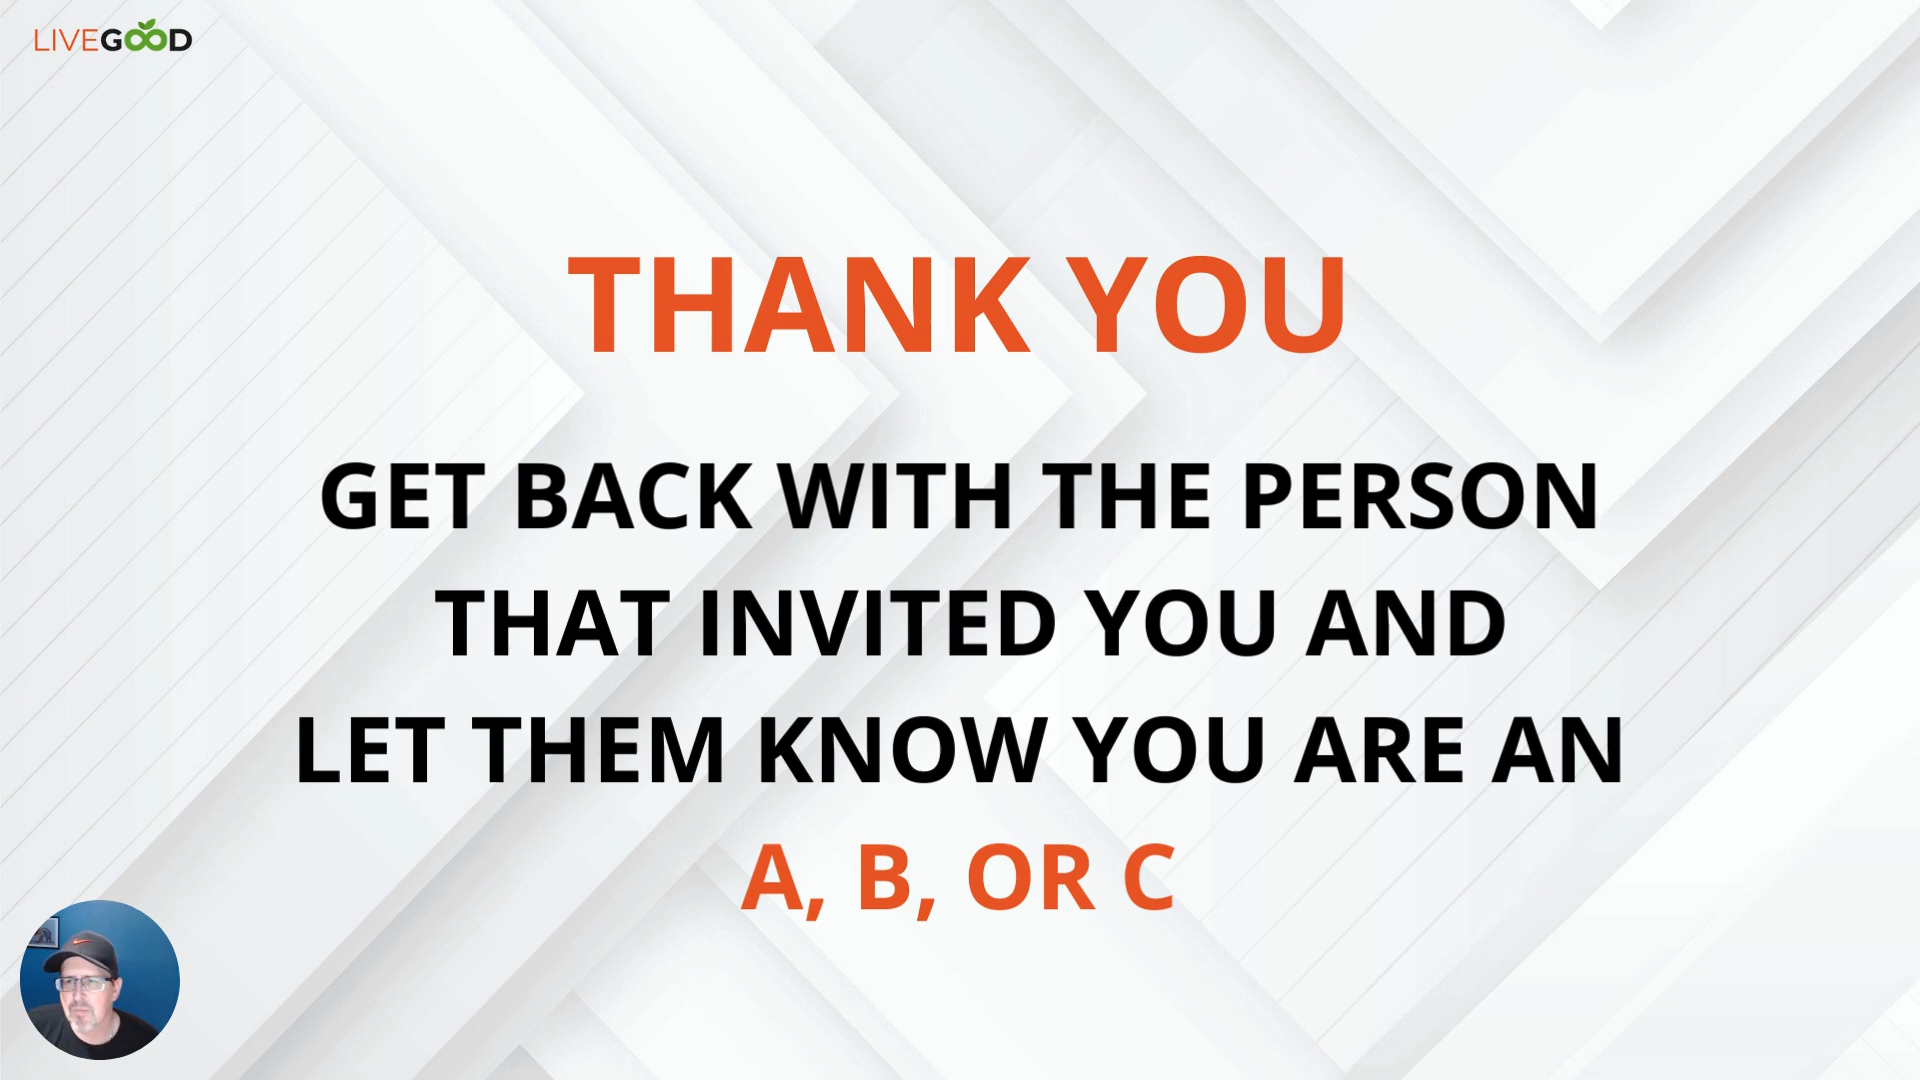 LIVEGOOD
THANK YOU
GET BACK WITH THE PERSON
THAT INVITED YOU AND
LET THEM KNOW YOU ARE AN
A, B, OR C